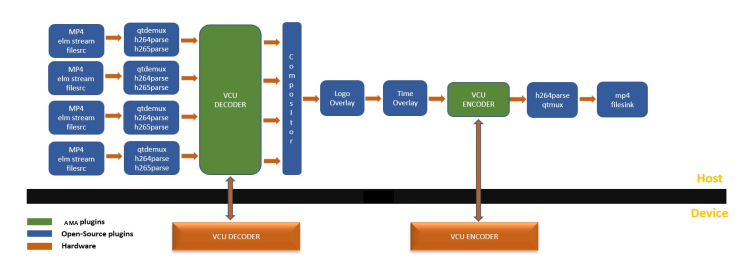 MP4
elm stream
filesrc
qtdemux
h264parse
h265parse
MP4
elm stream
filesrc
qtdemux
h264parse
h265parse
MP4
elm stream
filesrc
qtdemux
h264parse
h265parse
MP4
elm stream
filesrc
qtdemux
h264parse
h265parse
VCU
DECODER
Compositor
Logo
Overlay
Time
Overlay
VCU
ENCODER
h264parse
qtmux
mp4
filesink
Host
Device
AMA plugins
Open-Source plugins
Hardware
VCU DECODER
VCU ENCODER